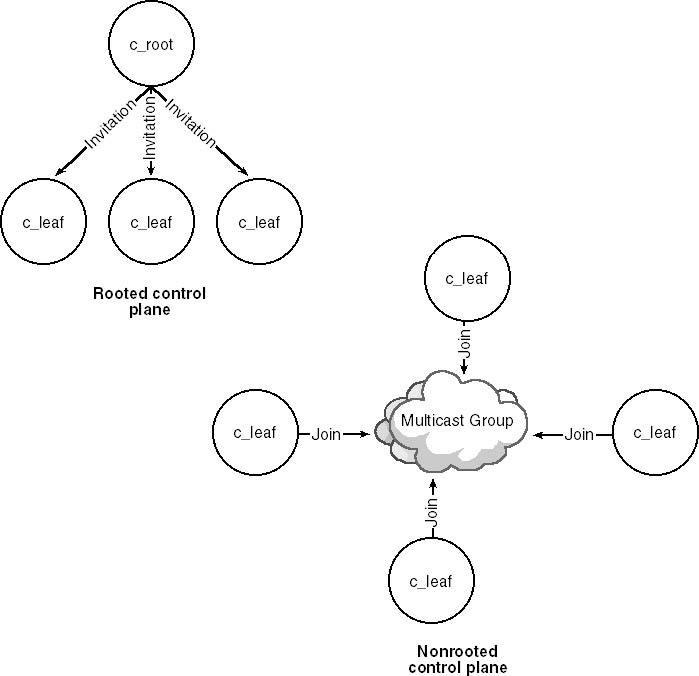 c_root
Invitation
Invitation
Invitation
c_leaf
c_leaf
c_leaf
Rooted control
plane
c_leaf
Join
c_leaf
Join
Multicast Group
Join
c_leaf
Join
c_leaf
Nonrooted
control plane